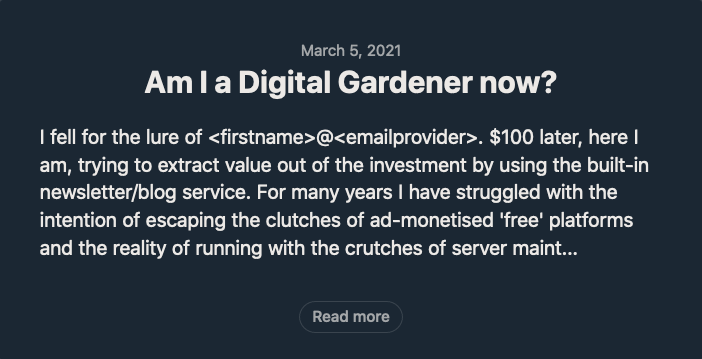 March 5, 2021
Am I a Digital Gardener now?
I fell for the lure of <firstname>@<emailprovider>. $100 later, here I
am, trying to extract value out of the investment by using the built-in
newsletter/blog service. For many years I have struggled with the
intention of escaping the clutches of ad-monetised 'free' platforms
and the reality of running with the crutches of server maint...
Read more